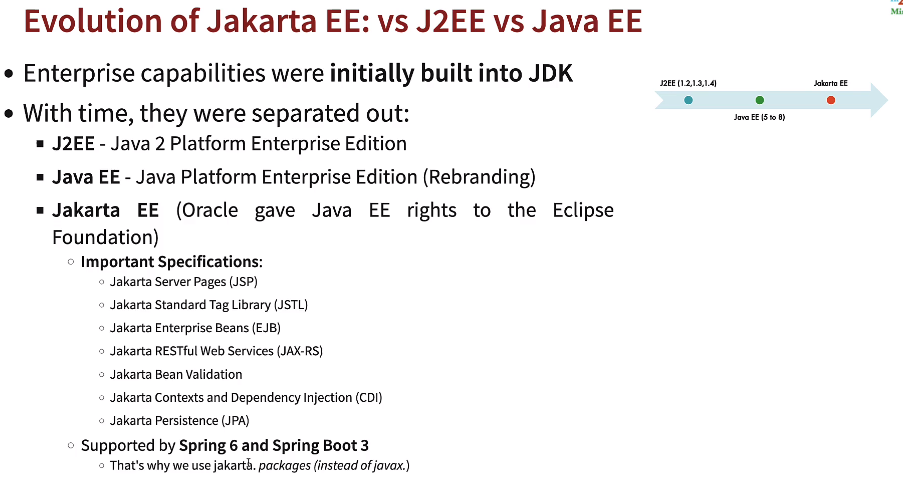 Evolution of Jakarta EE: vs J2EE vs Java EE
Enterprise capabilities were initially built into JDK
With time, they were separated out:
J2EE - Java 2 Platform Enterprise Edition
Java EE - Java Platform Enterprise Edition (Rebranding)
Jakarta EE (Oracle gave Java EE rights to the Eclipse
Foundation)
Important Specifications:
Jakarta Server Pages (JSP)
Jakarta Standard Tag Library (JSTL)
Jakarta Enterprise Beans (EJB)
Jakarta RESTful Web Services (JAX-RS)
Jakarta Bean Validation
Jakarta Contexts and Dependency Injection (CDI)
Jakarta Persistence (JPA)
Supported by Spring 6 and Spring Boot 3
That's why we use jakarta. packages (instead of javax.)
J2EE (1.2,1.3,1.4)
Jakarta EE
Java EE (5 to 8)